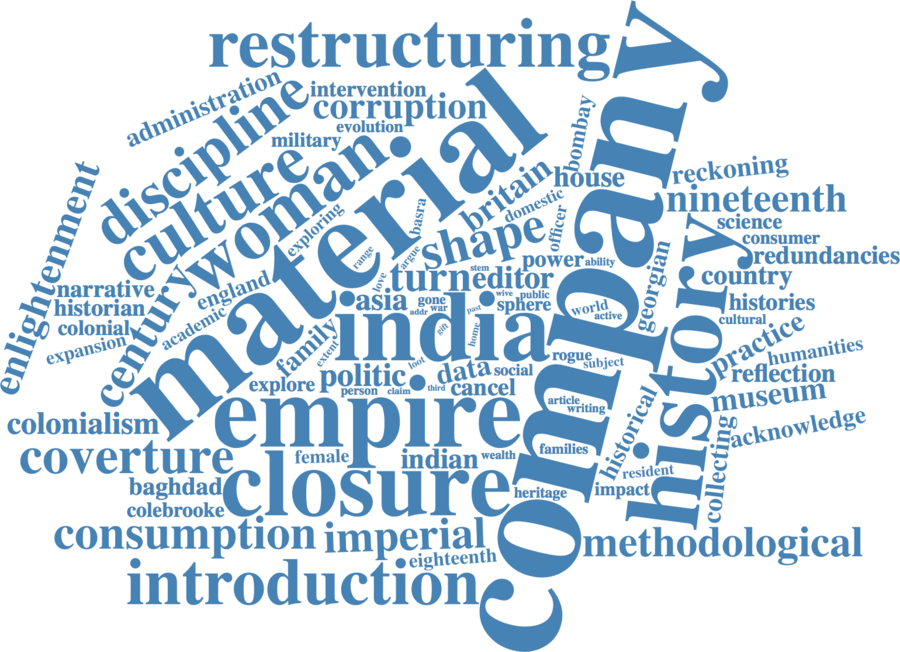 restructuring
company
administration
intervention
discipline
corruption
evolution
military
material
culture
woman.
bombay
enlightenment
exploring
basra
britain
house
reckoning
domestic
nineteenth
officer
science
shape
consumer
range
argue
power
ability
redundancies
georgian
history
century
narrative
england
love
turn
stem
editor
country
historian
asia
gone
wive
public
sphere
world
histories
colonial
academic
addr
war
past
active
cultural
expansion
family
india
gift
home
practice
extent
loot
rogue
subject
humanities
explore
politic
data
social
reflection
person
claim
third
cancel
museum
colonialism
empire
article
writing
historical
acknowledge
coverture
female
indian
wealth
families
collecting
resident
baghdad
closure
heritage
impact
colebrooke
consumption
imperial
methodological
eighteenth
introduction